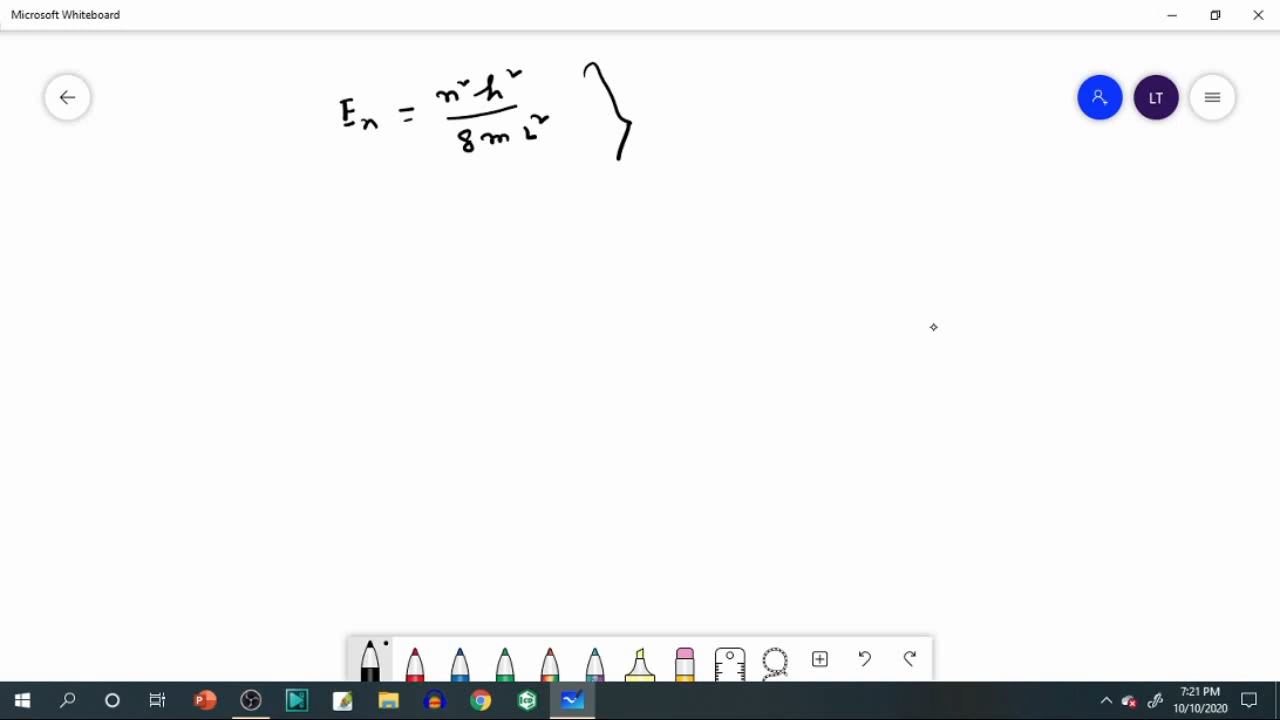 Microsoft Whiteboard
Eₙ = n²h² / 8mL² }
LT
7:21 PM
10/10/2020